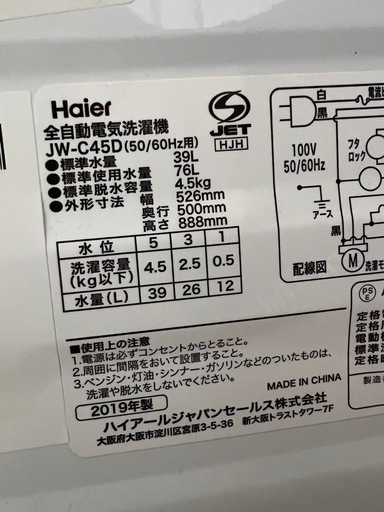 Haier
全自動電気洗濯機
JW-C45D(50/60Hz用)
●標準水量 39L
●標準使用水量 76L
●標準脱水容量 4.5kg
●外形寸法 幅 526mm
奥行 500mm
高さ 888mm
JET
HJH
水位 5 3 1
洗濯容量(kg以下) 4.5 2.5 0.5
水量(L) 39 26 12
■使用上の注意
1.電源は必ずコンセントからとること。
2.周囲に間隔をおいて設置すること。
3.ベンジン・灯油・シンナー・ガソリンなどのついたものは、
洗濯や脱水をしないでください。
MADE IN CHINA
2019年製
ハイアールジャパンセールス株式会社
大阪府大阪市淀川区宮原3-5-36 新大阪トラストタワー7F
白
黒
100V
50/60Hz
アース
フタ
ロック
黒
M
配線図
PS
E
定格
定格
電動
定格
製造